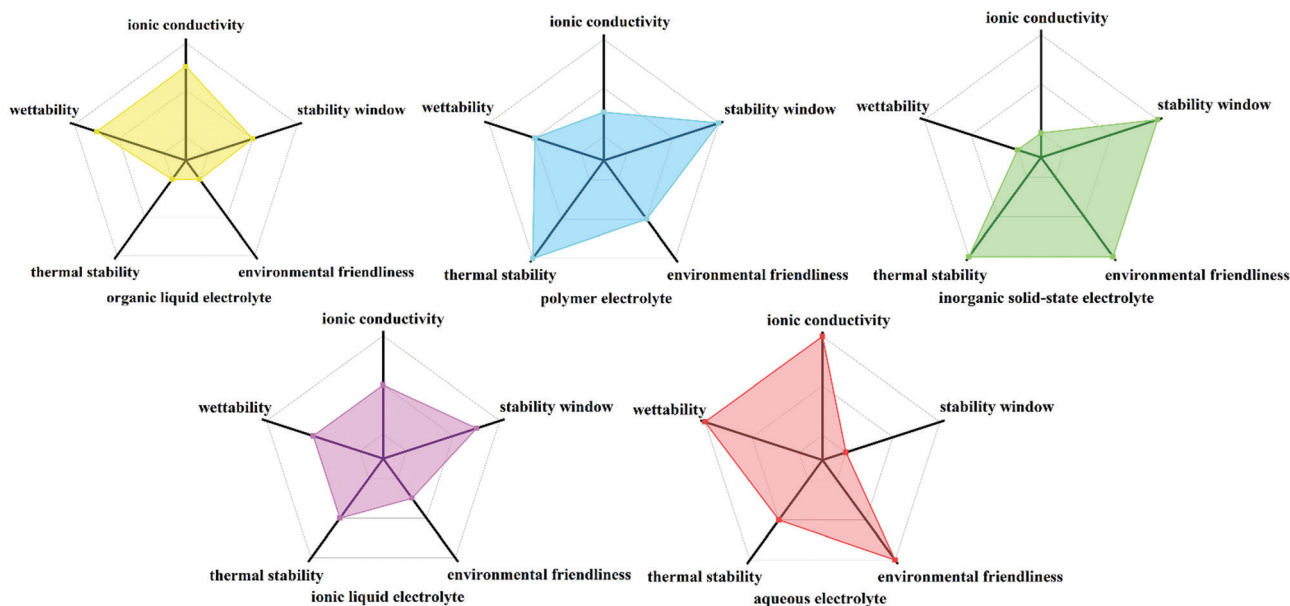 ionic conductivity
wettability
stability window
thermal stability
environmental friendliness
organic liquid electrolyte
ionic conductivity
wettability
stability window
thermal stability
environmental friendliness
polymer electrolyte
ionic conductivity
wettability
stability window
thermal stability
environmental friendliness
inorganic solid-state electrolyte
ionic conductivity
wettability
stability window
thermal stability
environmental friendliness
ionic liquid electrolyte
ionic conductivity
wettability
stability window
thermal stability
environmental friendliness
aqueous electrolyte